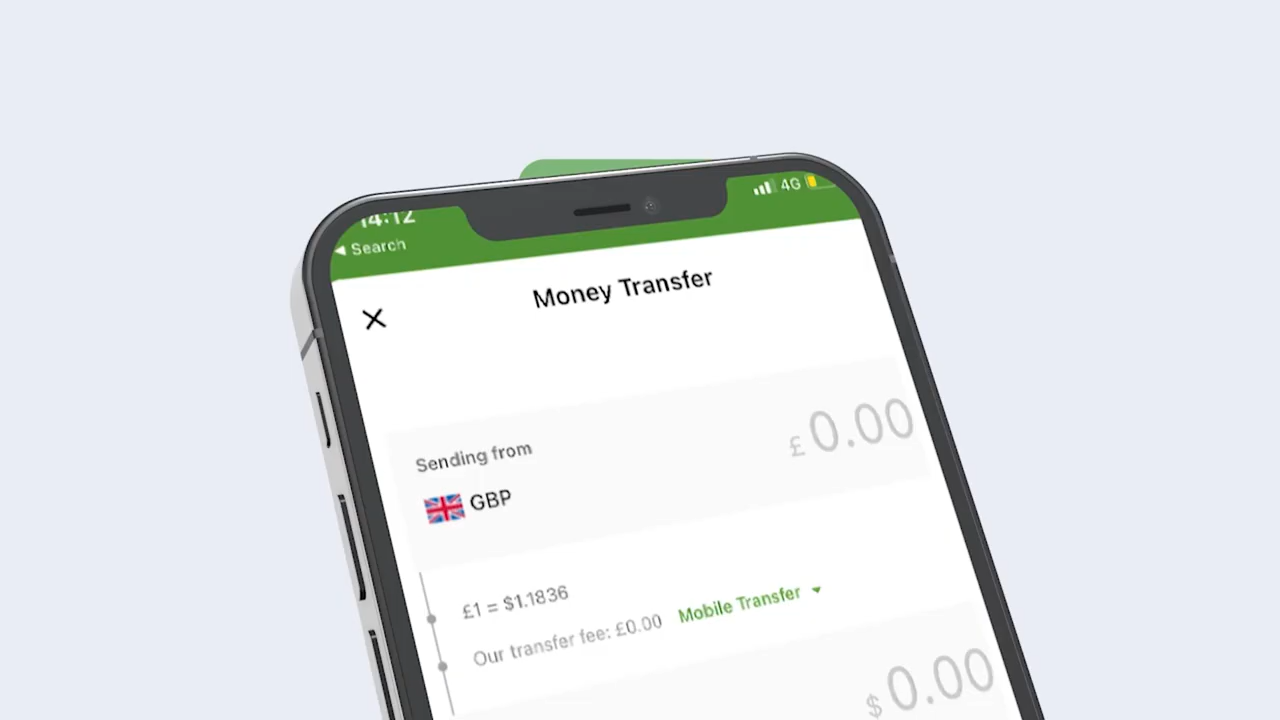 14:12
4G
◀ Search
Money Transfer
Sending from
£ 0.00
GBP
£1 = $1.1836
Our transfer fee: £0.00 Mobile Transfer
$ 0.00